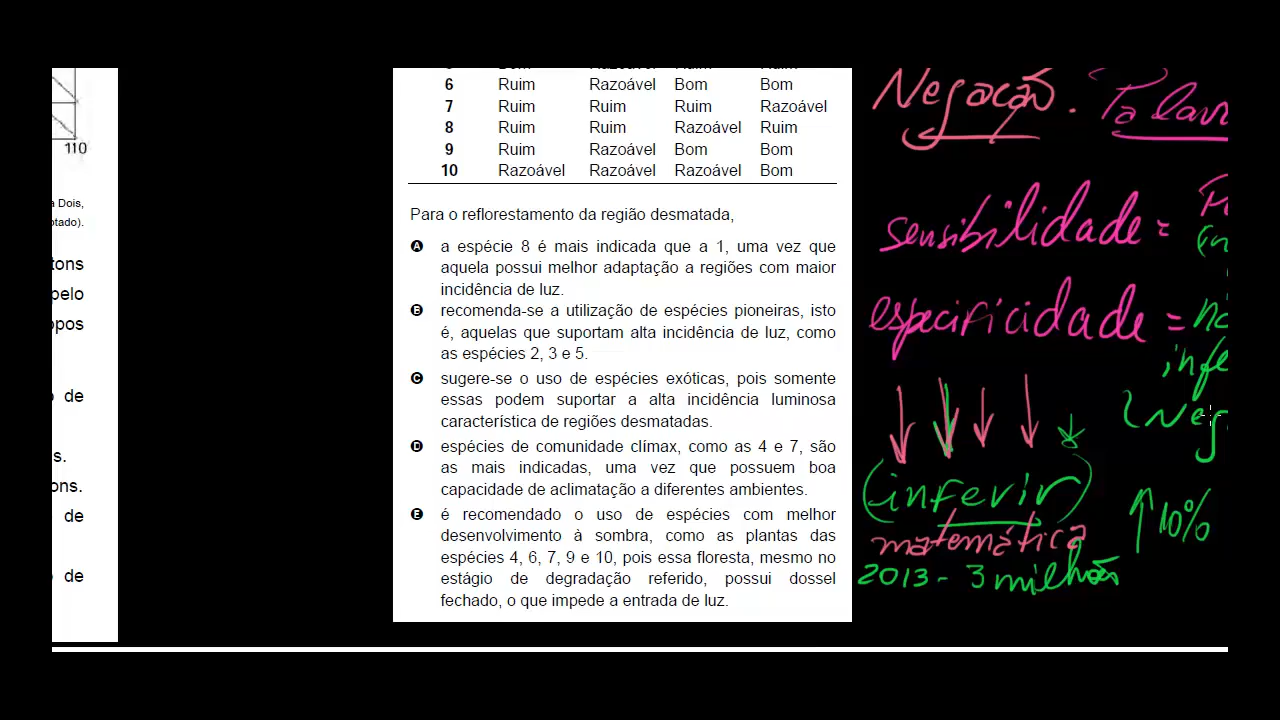 110
a Dois,
otado).
tons
pelo
opos
o de
s.
ons.
de
o de
6 Ruim Razoável Bom Bom
7 Ruim Ruim Ruim Razoável
8 Ruim Ruim Razoável Ruim
9 Ruim Razoável Bom Bom
10 Razoável Razoável Razoável Bom
Para o reflorestamento da região desmatada,
A a espécie 8 é mais indicada que a 1, uma vez que
aquela possui melhor adaptação a regiões com maior
incidência de luz.
B recomenda-se a utilização de espécies pioneiras, isto
é, aquelas que suportam alta incidência de luz, como
as espécies 2, 3 e 5.
C sugere-se o uso de espécies exóticas, pois somente
essas podem suportar a alta incidência luminosa
característica de regiões desmatadas.
D espécies de comunidade clímax, como as 4 e 7, são
as mais indicadas, uma vez que possuem boa
capacidade de aclimatação a diferentes ambientes.
E é recomendado o uso de espécies com melhor
desenvolvimento à sombra, como as plantas das
espécies 4, 6, 7, 9 e 10, pois essa floresta, mesmo no
estágio de degradação referido, possui dossel
fechado, o que impede a entrada de luz.
Negação.
sensibilidade =
especificidade =
infe
(Neg
(inferir)
↑10%
matemática
2013 - 3 milhões